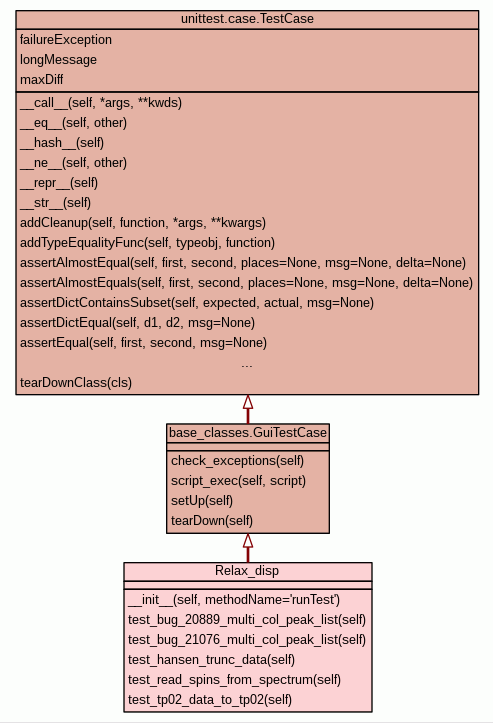 unittest.case.TestCase
failureException
longMessage
maxDiff
__call__(self, *args, **kwds)
__eq__(self, other)
__hash__(self)
__ne__(self, other)
__repr__(self)
__str__(self)
addCleanup(self, function, *args, **kwargs)
addTypeEqualityFunc(self, typeobj, function)
assertAlmostEqual(self, first, second, places=None, msg=None, delta=None)
assertAlmostEquals(self, first, second, places=None, msg=None, delta=None)
assertDictContainsSubset(self, expected, actual, msg=None)
assertDictEqual(self, d1, d2, msg=None)
assertEqual(self, first, second, msg=None)
...
tearDownClass(cls)
base_classes.GuiTestCase
check_exceptions(self)
script_exec(self, script)
setUp(self)
tearDown(self)
Relax_disp
__init__(self, methodName='runTest')
test_bug_20889_multi_col_peak_list(self)
test_bug_21076_multi_col_peak_list(self)
test_hansen_trunc_data(self)
test_read_spins_from_spectrum(self)
test_tp02_data_to_tp02(self)